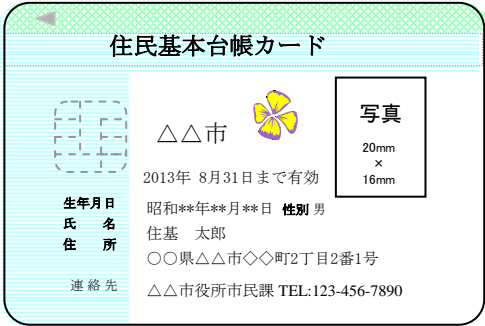 住民基本台帳カード
写真
20mm
×
16mm
△△市
2013年 8月31日まで有効
生年月日 昭和**年**月**日 性別 男
氏 名 住基 太郎
住 所 〇〇県△△市◇◇町2丁目2番1号
連絡先 △△市役所市民課 TEL:123-456-7890